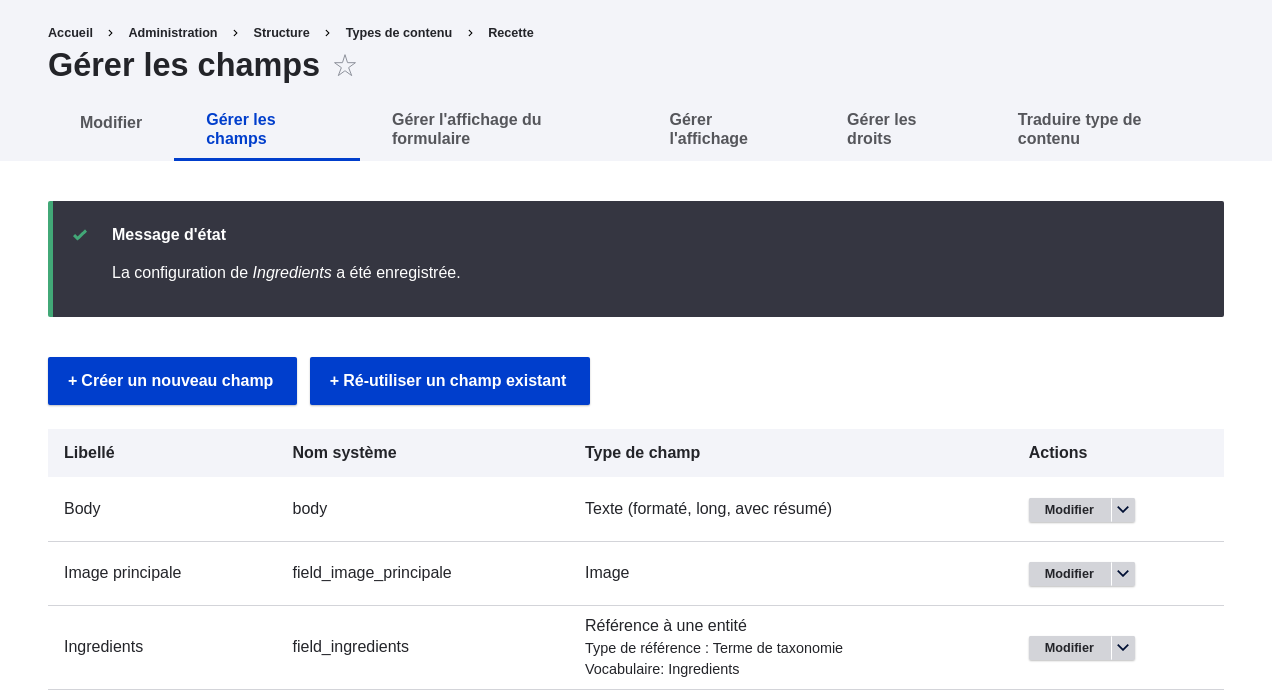 Accueil > Administration > Structure > Types de contenu > Recette
Gérer les champs ☆
Modifier
Gérer les
champs
Gérer l'affichage du
formulaire
Gérer
l'affichage
Gérer les
droits
Traduire type de
contenu
Message d'état
La configuration de Ingredients a été enregistrée.
+ Créer un nouveau champ
+ Ré-utiliser un champ existant
Libellé Nom système Type de champ Actions
Body body Texte (formaté, long, avec résumé) Modifier
Image principale field_image_principale Image Modifier
Ingredients field_ingredients Référence à une entité Modifier
Type de référence : Terme de taxonomie
Vocabulaire: Ingredients